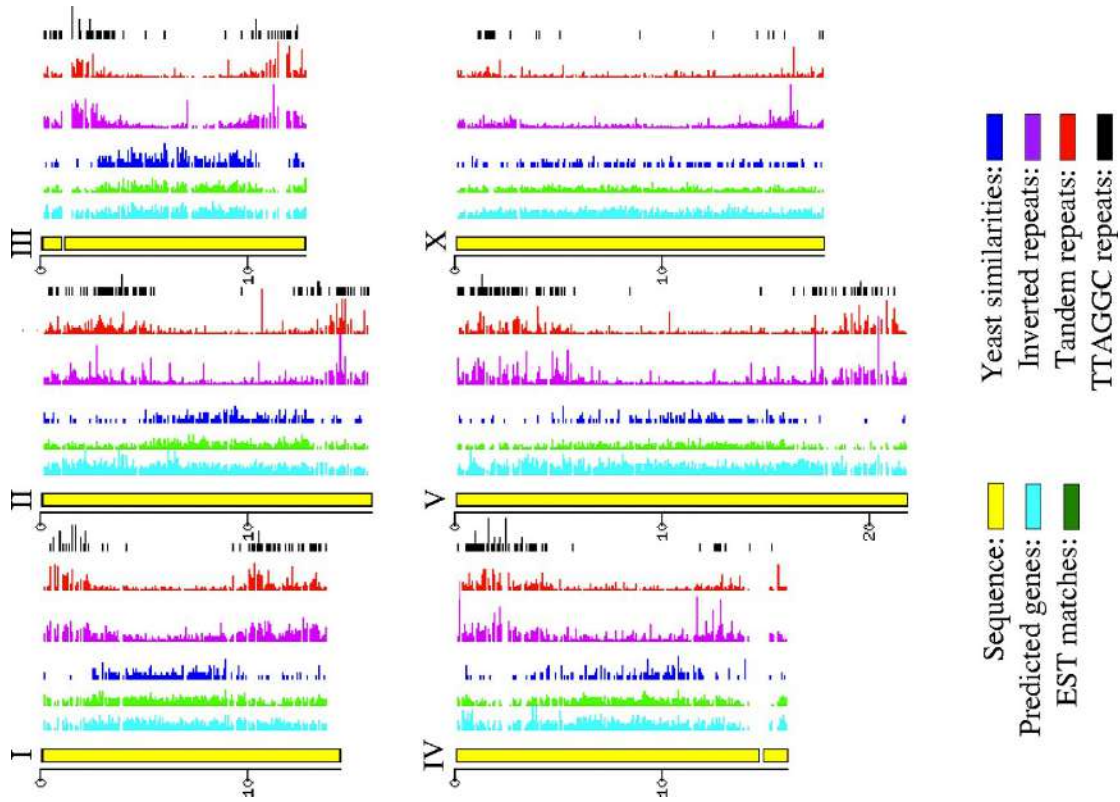 III
0
10
X
0
10
II
0
10
V
0
10
20
I
0
10
IV
0
10
Sequence:
Predicted genes:
EST matches:
Yeast similarities:
Inverted repeats:
Tandem repeats:
TTAGGC repeats: